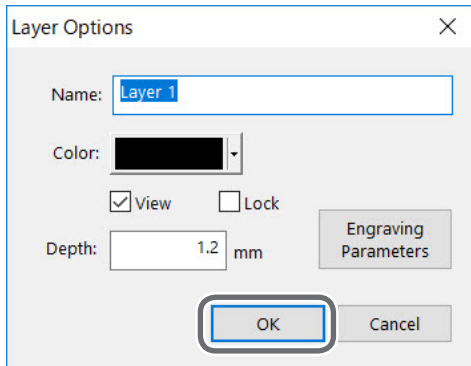 Layer Options
Name: Layer 1
Color:
View Lock
Depth: 1.2 mm
Engraving
Parameters
OK Cancel